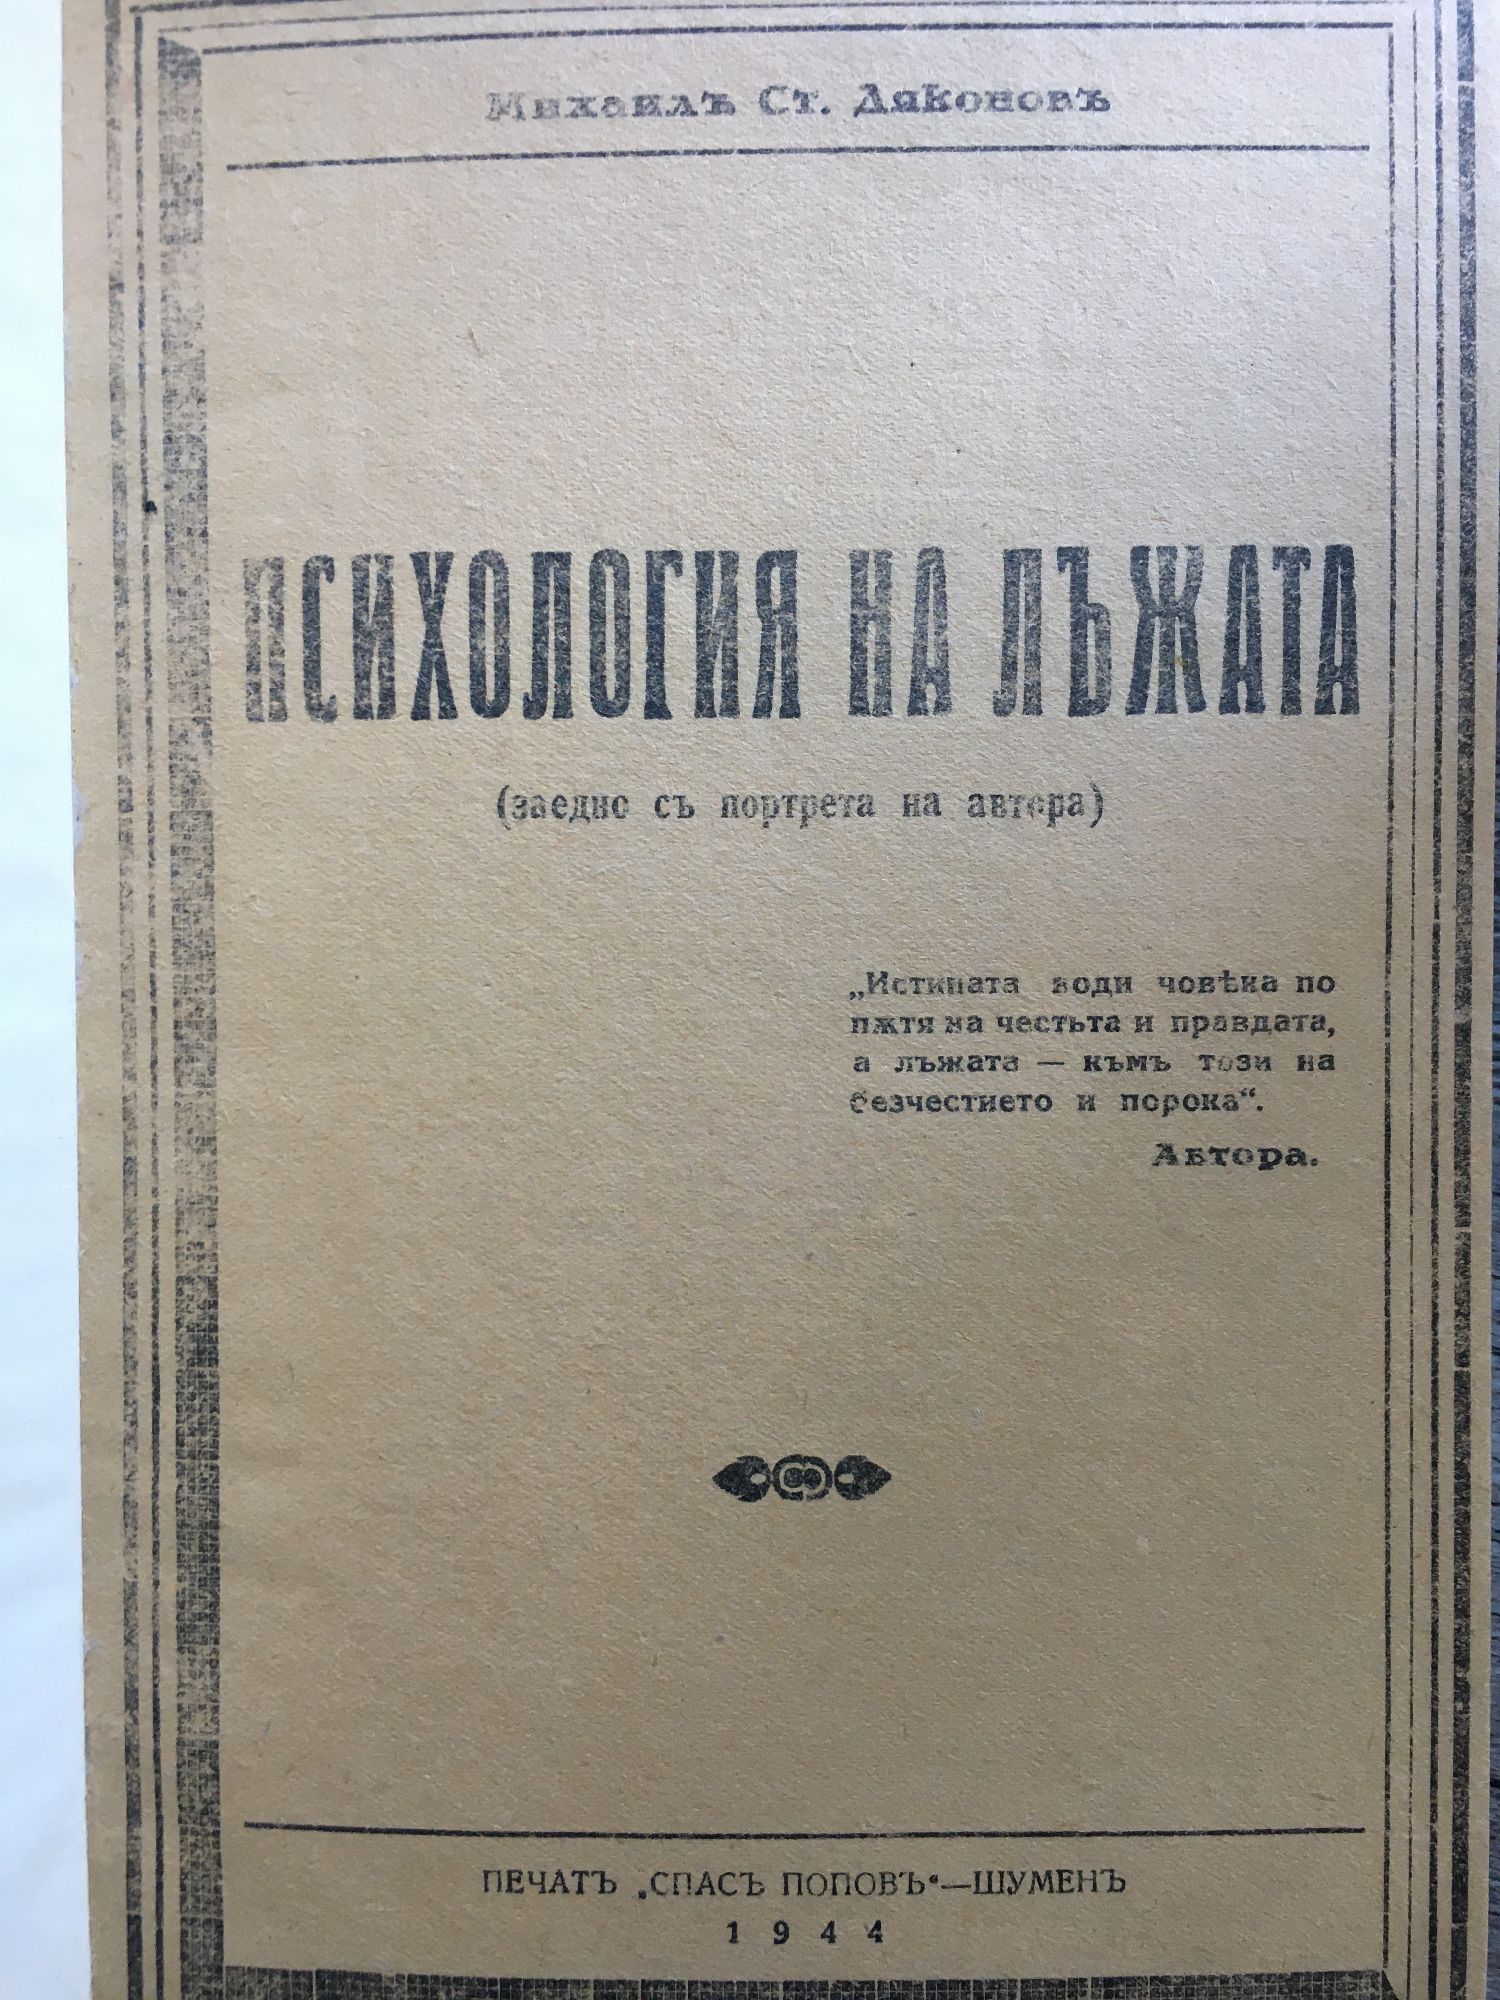 Михаилъ Ст. Дяконовъ
ПСИХОЛОГИЯ НА ЛЪЖАТА
(заедно съ портрета на автора)
„Истината води човѣка по
пѫтя на честьта и правдата,
а лъжата — къмъ този на
безчестието и порока“.
Автора.
ПЕЧАТЪ „СПАСЪ ПОПОВЪ“—ШУМЕНЪ
1944